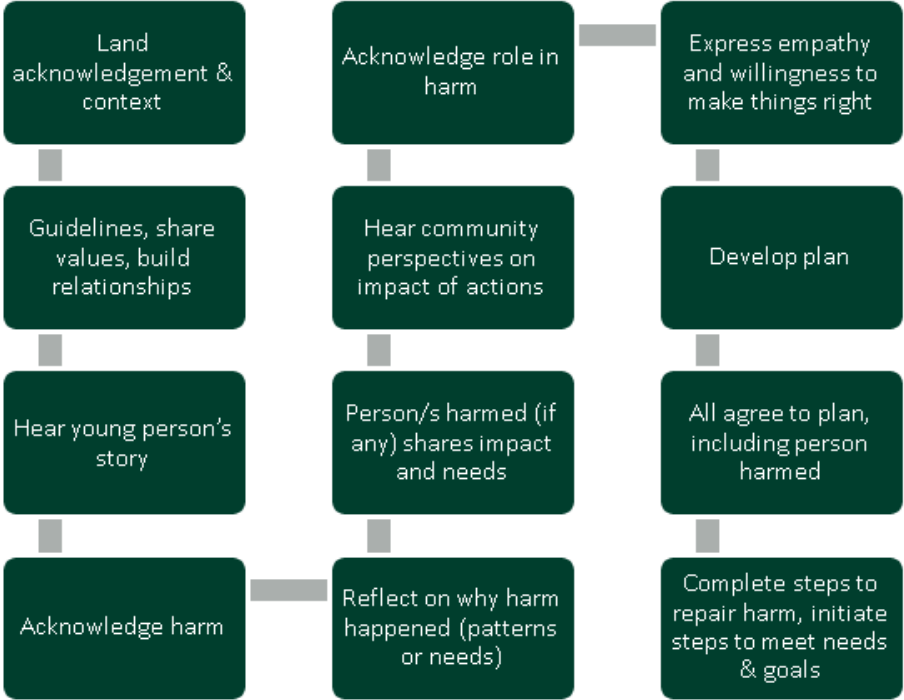 Land
acknowledgement &
context
Guidelines, share
values, build
relationships
Hear young person's
story
Acknowledge harm
Reflect on why harm
happened (patterns
or needs)
Person/s harmed (if
any) shares impact
and needs
Hear community
perspectives on
impact of actions
Acknowledge role in
harm
Express empathy
and willingness to
make things right
Develop plan
All agree to plan,
including person
harmed
Complete steps to
repair harm, initiate
steps to meet needs
& goals